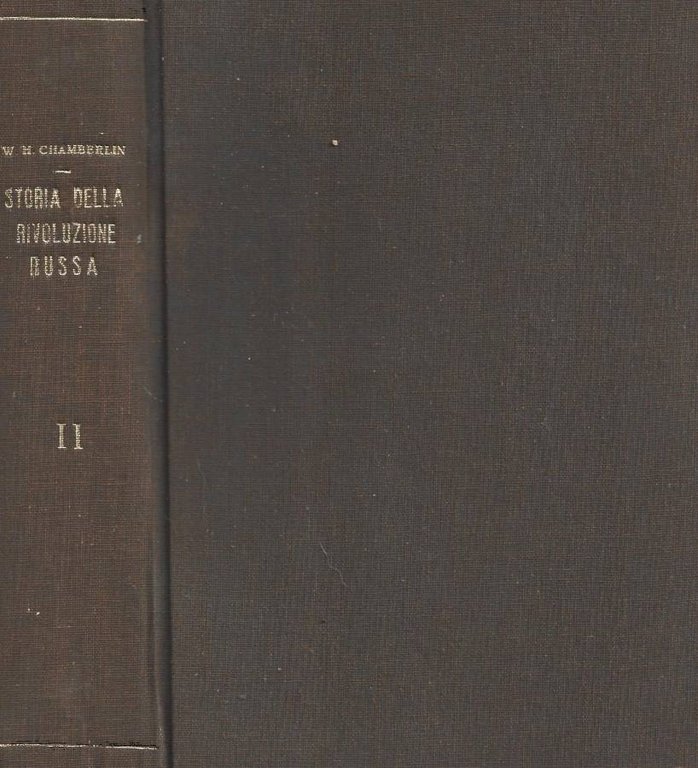 W. H. CHAMBERLIN
STORIA DELLA
RIVOLUZIONE
RUSSA
II